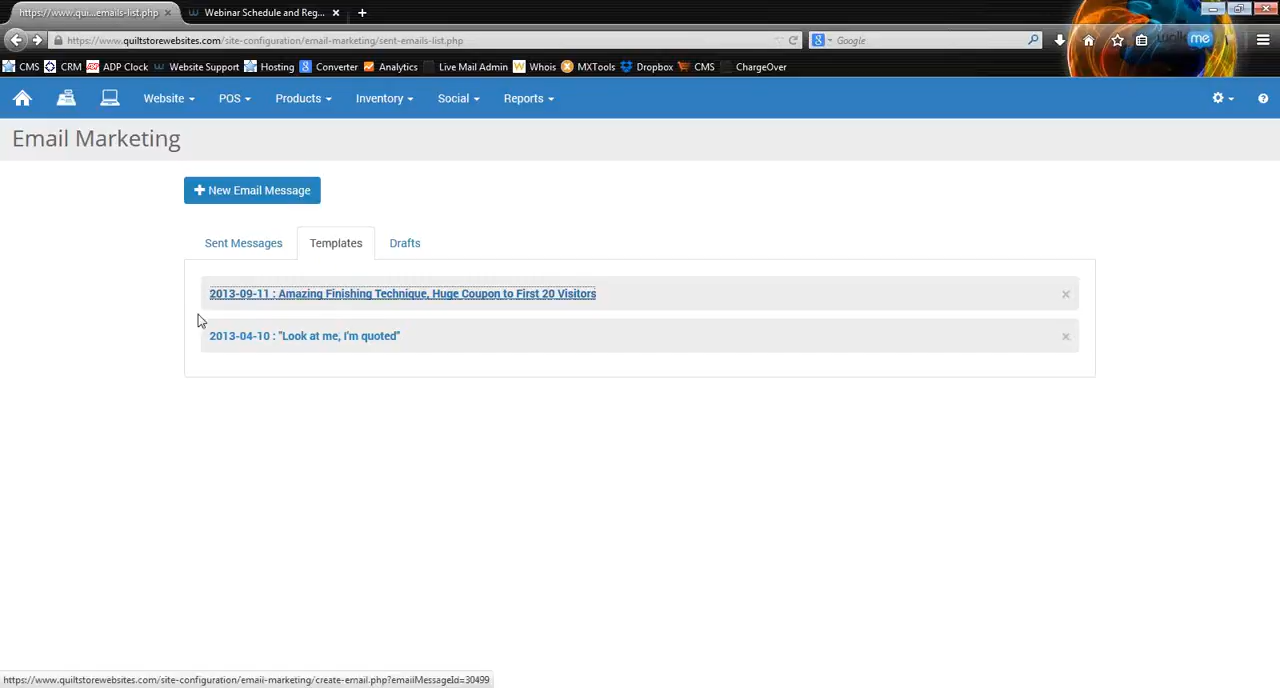 https://www.qui...emails-list.php ×
Webinar Schedule and Reg... ×
https://www.quiltstorewebsites.com/site-configuration/email-marketing/sent-emails-list.php
Google
walkme
CMS CRM ADP Clock Website Support Hosting Converter Analytics Live Mail Admin Whois MXTools Dropbox CMS ChargeOver
Website POS Products Inventory Social Reports
Email Marketing
New Email Message
Sent Messages Templates Drafts
2013-09-11 : Amazing Finishing Technique, Huge Coupon to First 20 Visitors ×
2013-04-10 : "Look at me, I'm quoted" ×
https://www.quiltstorewebsites.com/site-configuration/email-marketing/create-email.php?emailMessageId=30499